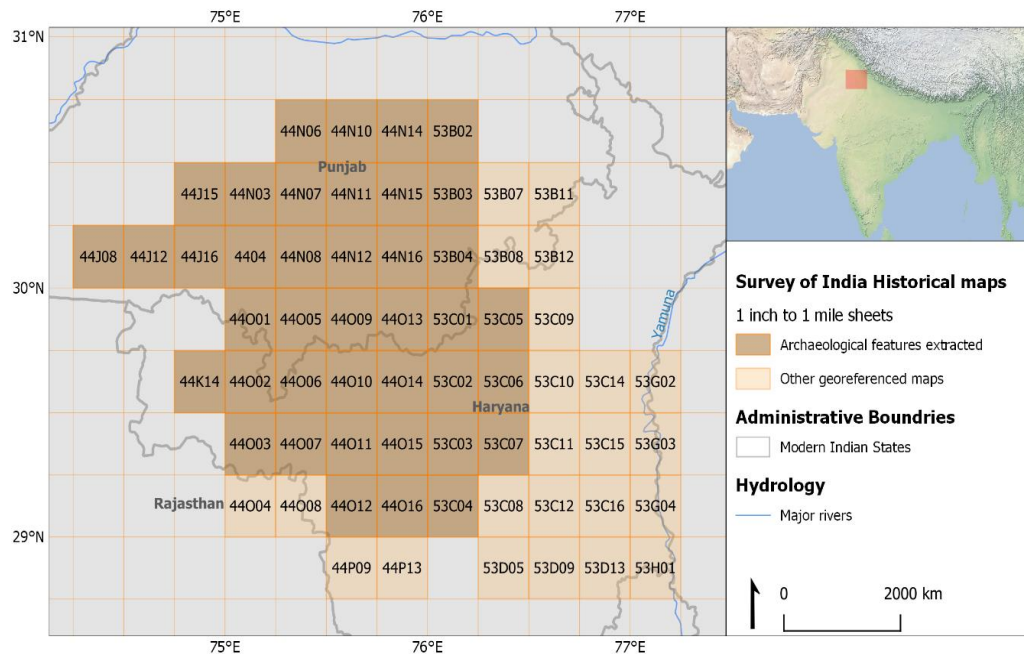 75°E 76°E 77°E
31°N
44N06 44N10 44N14 53B02
Punjab
44J15 44N03 44N07 44N11 44N15 53B03 53B07 53B11
44J08 44J12 44J16 4404 44N08 44N12 44N16 53B04 53B08 53B12
30°N
44O01 44O05 44O09 44O13 53C01 53C05 53C09
Yamuna
44K14 44O02 44O06 44O10 44O14 53C02 53C06 53C10 53C14 53G02
Haryana
44O03 44O07 44O11 44O15 53C03 53C07 53C11 53C15 53G03
Rajasthan
44O04 44O08 44O12 44O16 53C04 53C08 53C12 53C16 53G04
29°N
44P09 44P13 53D05 53D09 53D13 53H01
75°E 76°E 77°E
Survey of India Historical maps
1 inch to 1 mile sheets
Archaeological features extracted
Other georeferenced maps
Administrative Boundries
Modern Indian States
Hydrology
Major rivers
0 2000 km